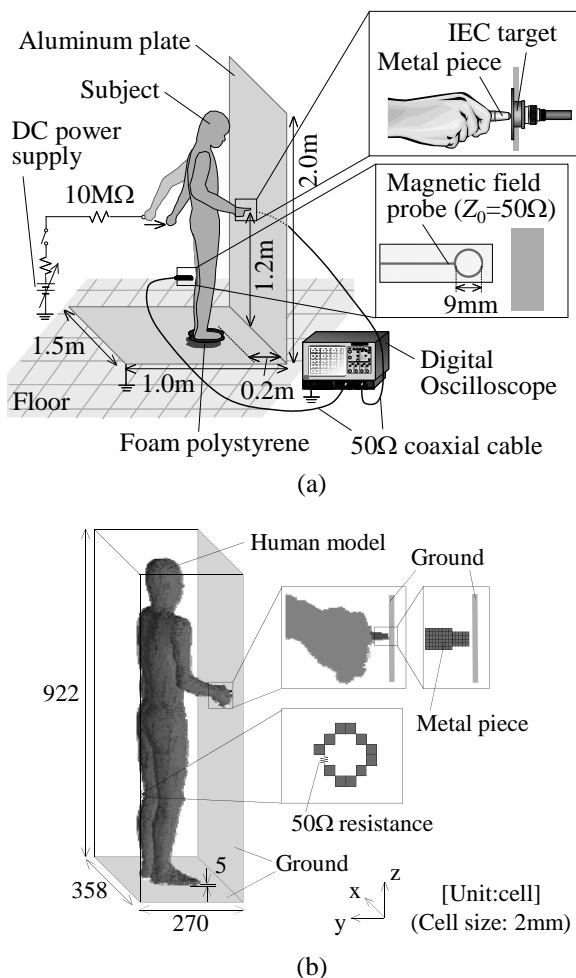 Aluminum plate
Subject
DC power
supply
10MΩ
IEC target
Metal piece
2.0m
Magnetic field
probe (Z0=50Ω)
9mm
1.2m
1.5m
1.0m
0.2m
Floor
Digital
Oscilloscope
Foam polystyrene
50Ω coaxial cable
(a)
Human model
Ground
922
Metal piece
50Ω resistance
5
Ground
358
270
x
y
z
[Unit:cell]
(Cell size: 2mm)
(b)